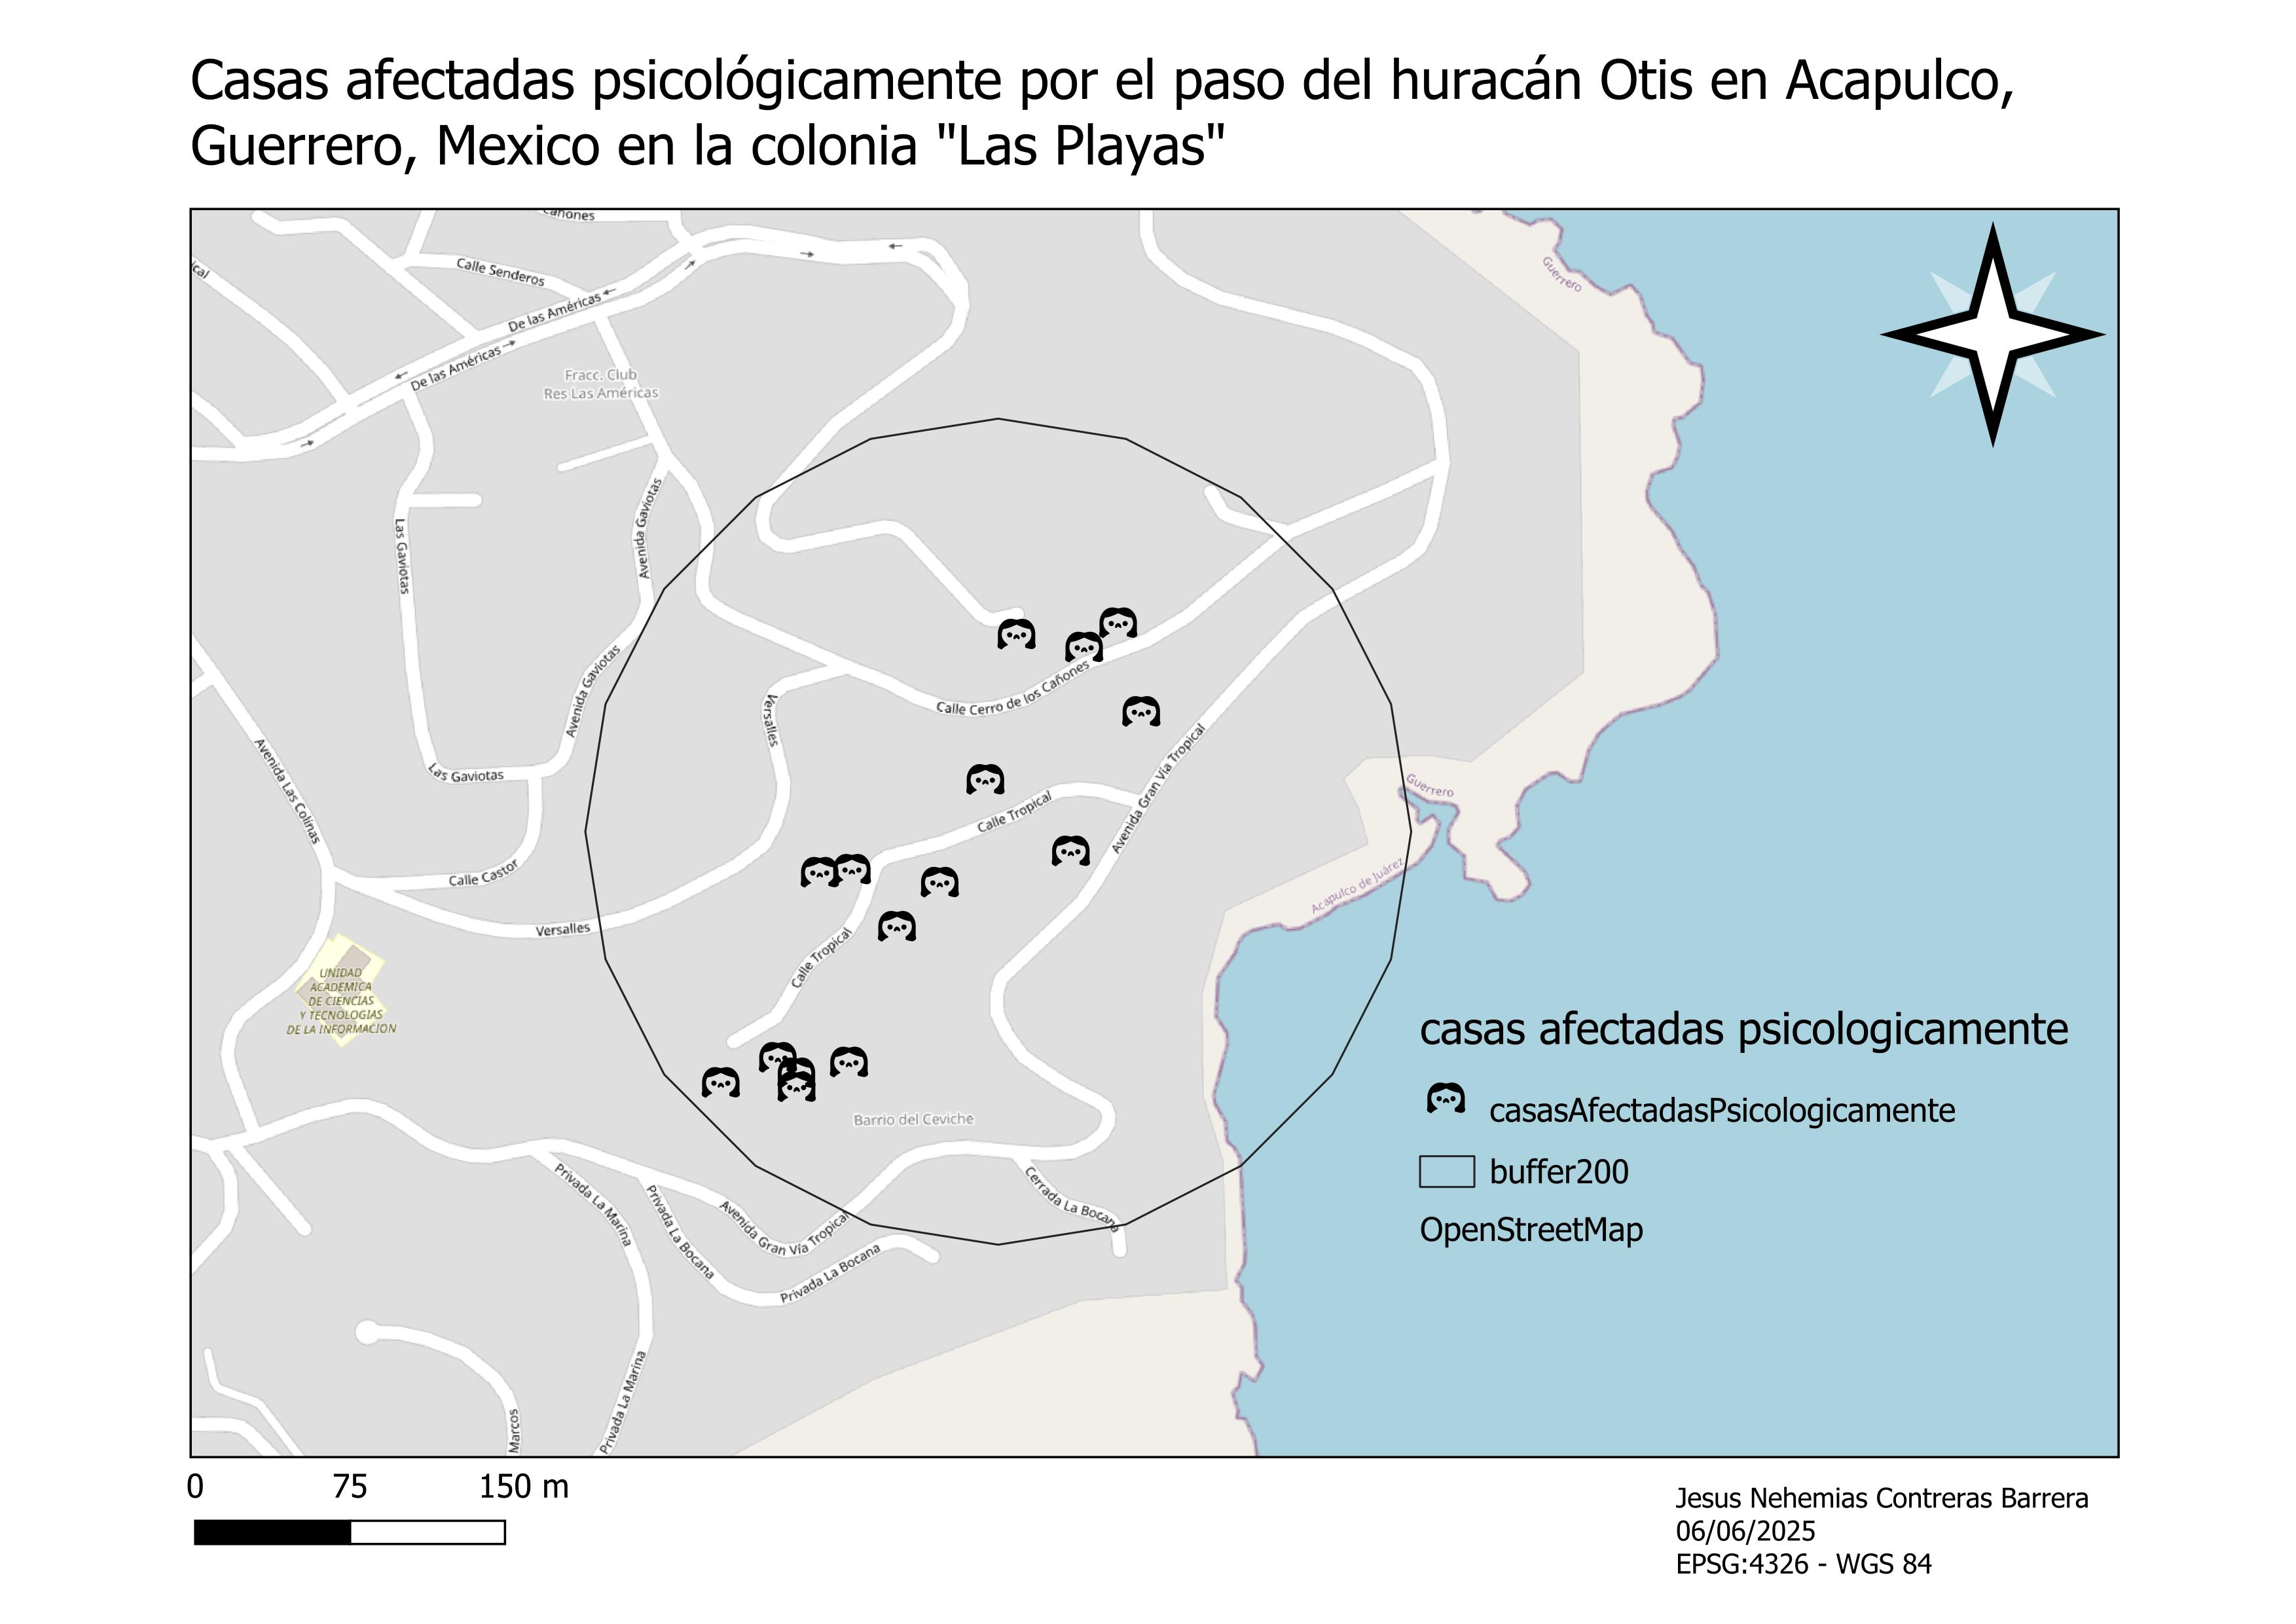 Casas afectadas psicológicamente por el paso del huracán Otis en Acapulco,
Guerrero, Mexico en la colonia "Las Playas"
Cañones
Calle Senderos
De las Américas
De las Américas
Fracc. Club
Res Las Américas
Guerrero
Las Gaviotas
Avenida Gaviotas
Avenida Gaviotas
Las Gaviotas
Avenida Las Colinas
Calle Castor
Versalles
Versalles
Calle Cerro de los Cañones
Avenida Gran Vía Tropical
Calle Tropical
Calle Tropical
Guerrero
Acapulco de Juárez
UNIDAD
ACADEMICA
DE CIENCIAS
Y TECNOLOGIAS
DE LA INFORMACION
Barrio del Ceviche
Privada La Marina
Privada La Bocana
Avenida Gran Vía Tropical
Privada La Bocana
Cerrada La Bocana
Privada La Marina
Marcos
casas afectadas psicologicamente
casasAfectadasPsicologicamente
buffer200
OpenStreetMap
0 75 150 m
Jesus Nehemias Contreras Barrera
06/06/2025
EPSG:4326 - WGS 84